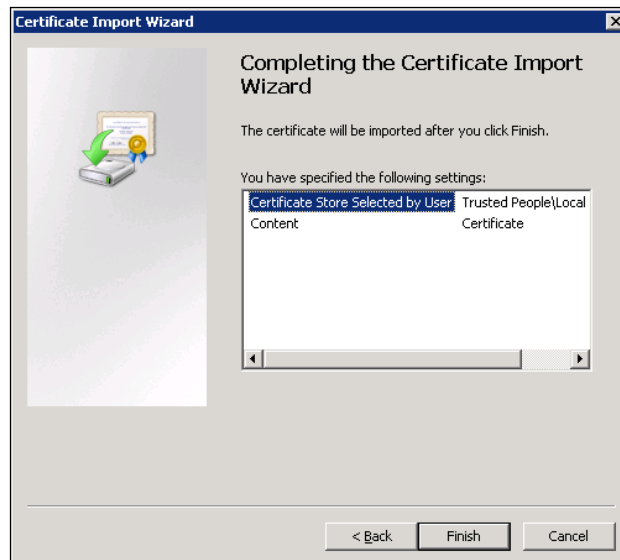 Certificate Import Wizard
Completing the Certificate Import
Wizard
The certificate will be imported after you click Finish.
You have specified the following settings:
Certificate Store Selected by User Trusted People\Local
Content Certificate
< Back Finish Cancel